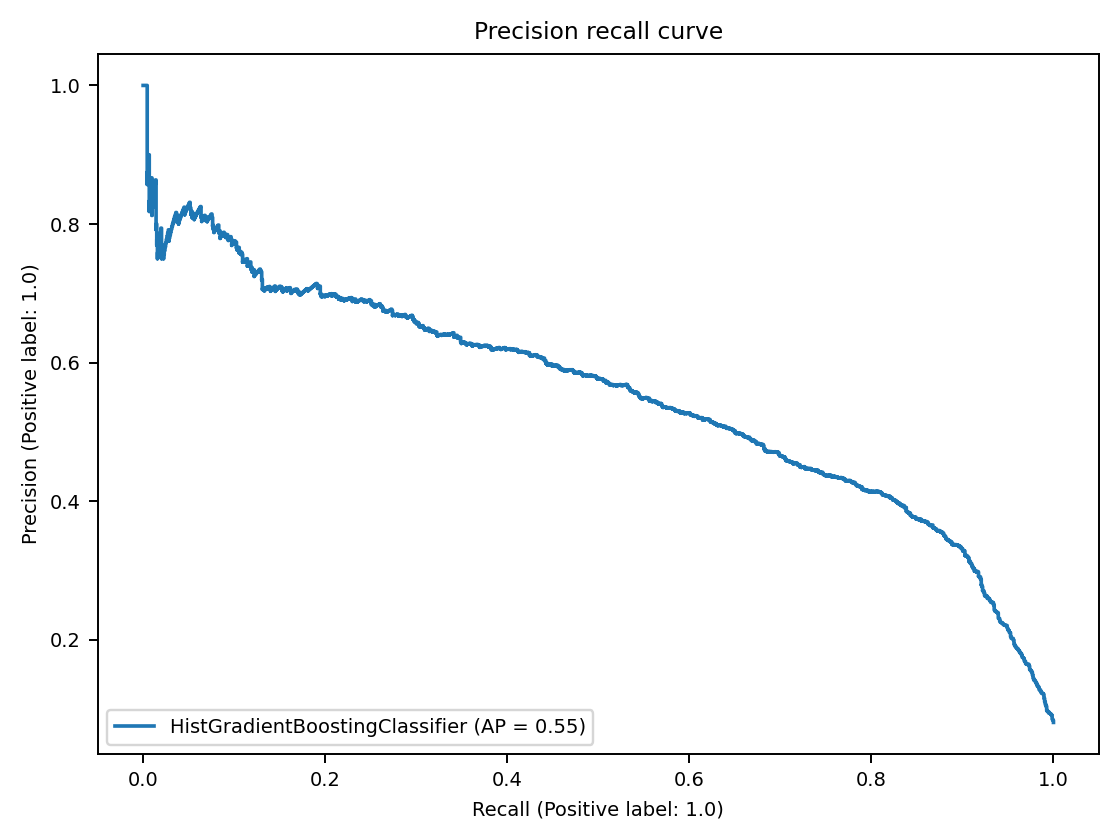 Precision recall curve
1.0
0.8
0.6
0.4
0.2
Precision (Positive label: 1.0)
HistGradientBoostingClassifier (AP = 0.55)
0.0
0.2
0.4
0.6
0.8
1.0
Recall (Positive label: 1.0)